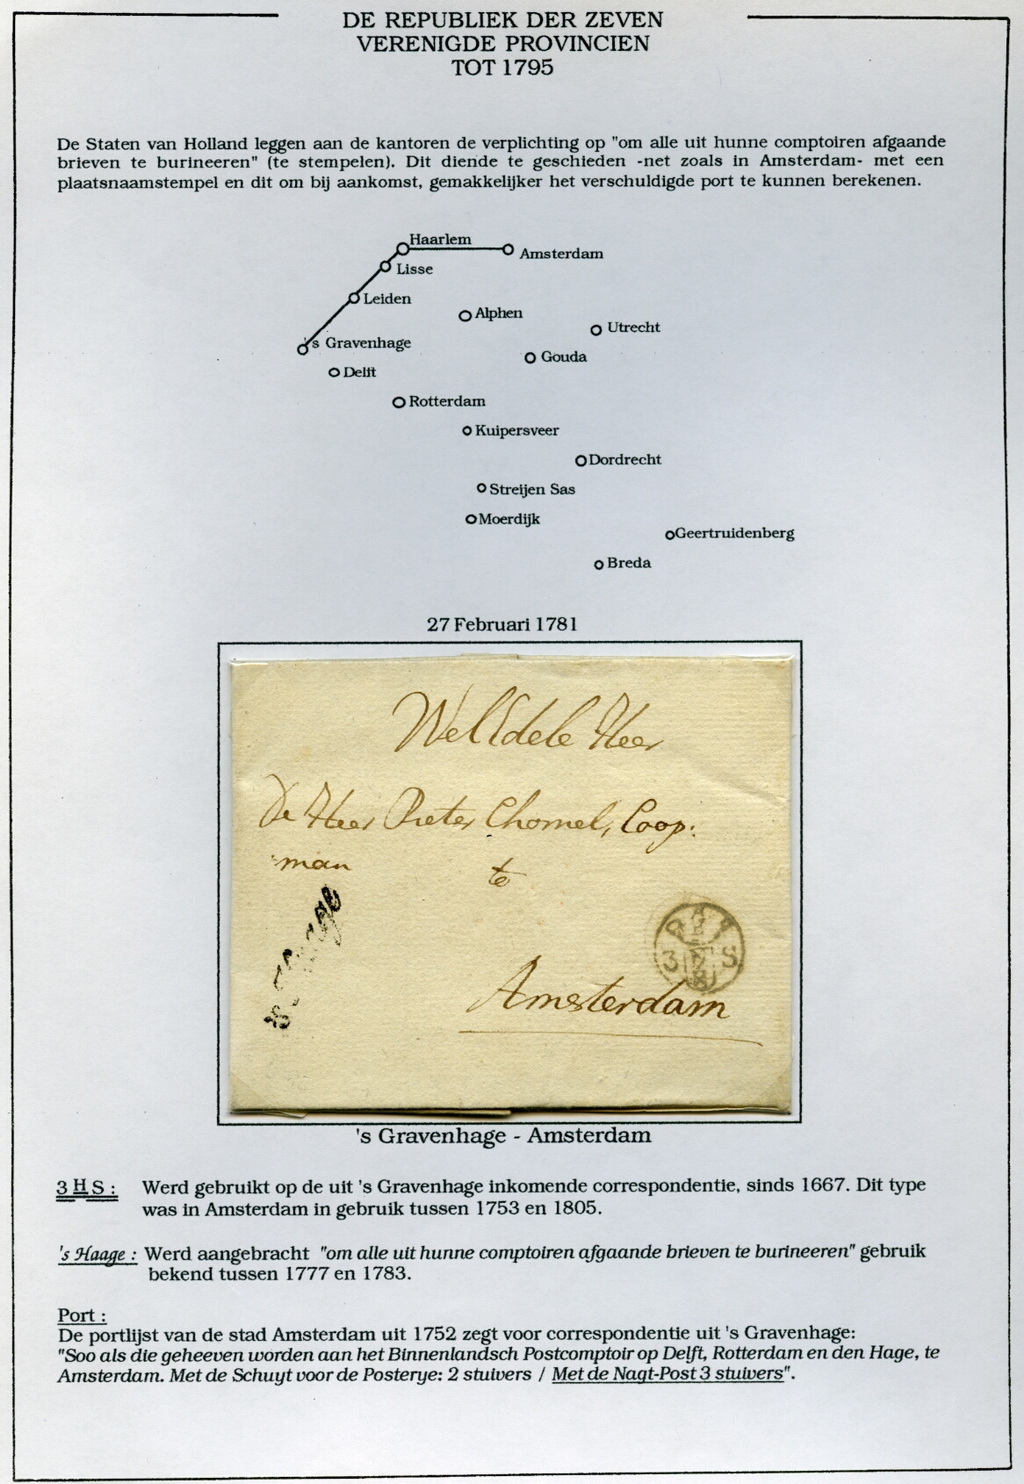 DE REPUBLIEK DER ZEVEN
VERENIGDE PROVINCIEN
TOT 1795
De Staten van Holland leggen aan de kantoren de verplichting op "om alle uit hunne comptoiren afgaande
brieven te burineeren" (te stempelen). Dit diende te geschieden -net zoals in Amsterdam- met een
plaatsnaamstempel en dit om bij aankomst, gemakkelijker het verschuldigde port te kunnen berekenen.
Haarlem
Amsterdam
Lisse
Leiden
Alphen
Utrecht
's Gravenhage
Gouda
Delft
Rotterdam
Kuipersveer
Dordrecht
Streijen Sas
Moerdijk
Geertruidenberg
Breda
27 Februari 1781
WelEdele Heer
De Heer Pieter Chomel, Coop:
:man te
3 S
Amsterdam
's Gravenhage - Amsterdam
3 H S : Werd gebruikt op de uit 's Gravenhage inkomende correspondentie, sinds 1667. Dit type
was in Amsterdam in gebruik tussen 1753 en 1805.
's Haage : Werd aangebracht "om alle uit hunne comptoiren afgaande brieven te burineeren" gebruik
bekend tussen 1777 en 1783.
Port :
De portlijst van de stad Amsterdam uit 1752 zegt voor correspondentie uit 's Gravenhage:
"Soo als die geheeven worden aan het Binnenlandsch Postcomptoir op Delft, Rotterdam en den Hage, te
Amsterdam. Met de Schuyt voor de Posterye: 2 stuivers / Met de Nagt-Post 3 stuivers".